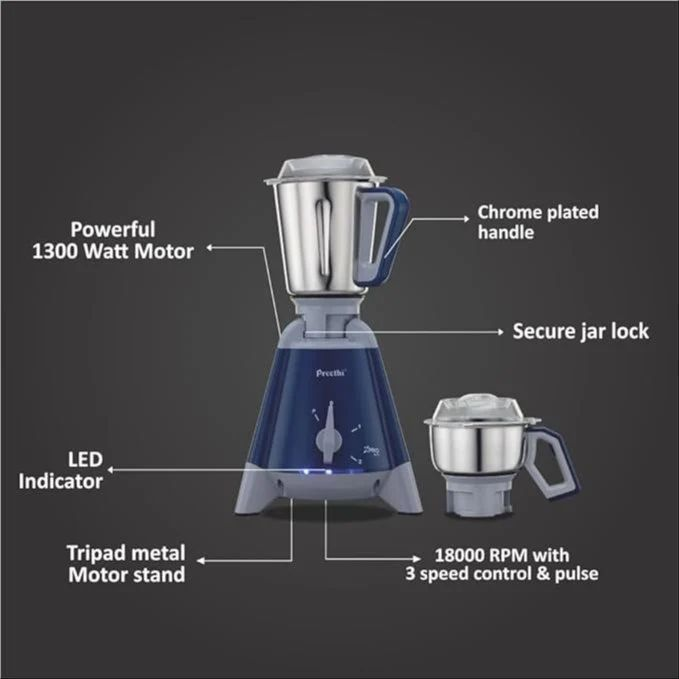 Powerful
1300 Watt Motor
Chrome plated
handle
Secure jar lock
Preethi
LED
Indicator
Tripad metal
Motor stand
18000 RPM with
3 speed control & pulse